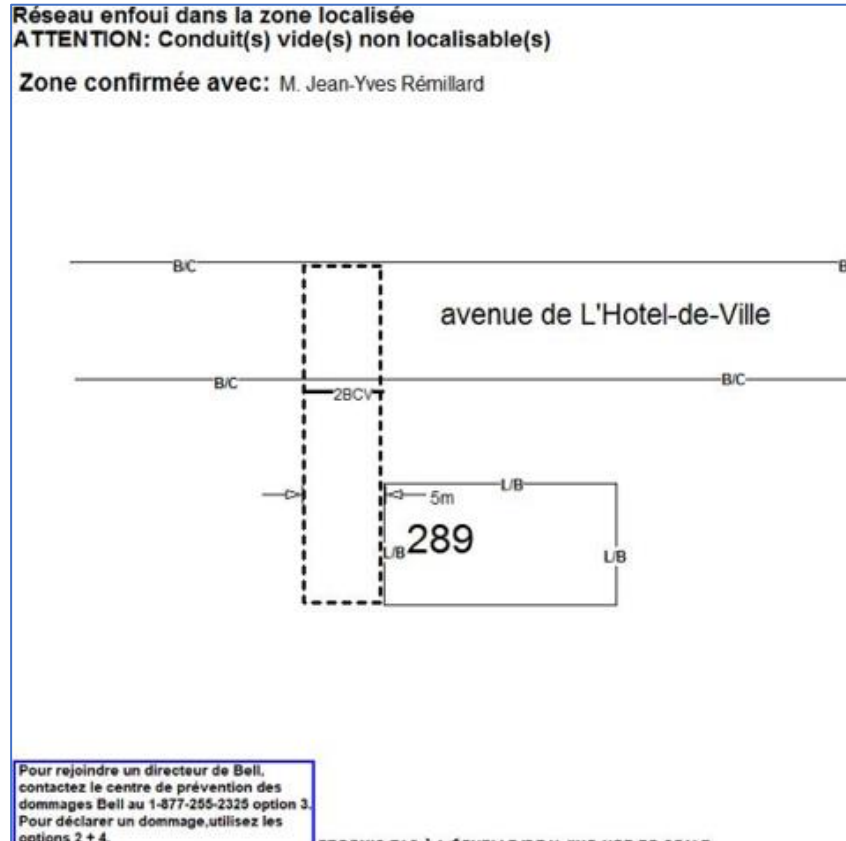 Réseau enfoui dans la zone localisée
ATTENTION: Conduit(s) vide(s) non localisable(s)
Zone confirmée avec: M. Jean-Yves Rémillard
B/C
B
avenue de L'Hotel-de-Ville
B/C
B/C
2BCV
5m
L/B
289
L/B
L/B
Pour rejoindre un directeur de Bell,
contactez le centre de prévention des
dommages Bell au 1-877-255-2325 option 3.
Pour déclarer un dommage,utilisez les
options 2 + 4.